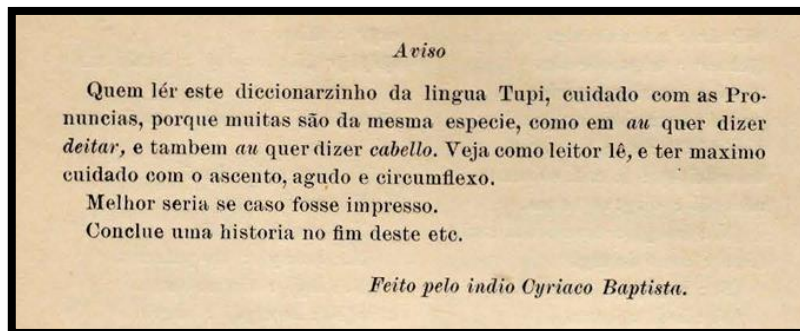 Aviso
Quem lér este diccionarzinho da lingua Tupi, cuidado com as Pro-
nuncias, porque muitas são da mesma especie, como em au quer dizer
deitar, e tambem au quer dizer cabello. Veja como leitor lê, e ter maximo
cuidado com o ascento, agudo e circumflexo.
Melhor seria se caso fosse impresso.
Conclue uma historia no fim deste etc.
Feito pelo indio Cyriaco Baptista.